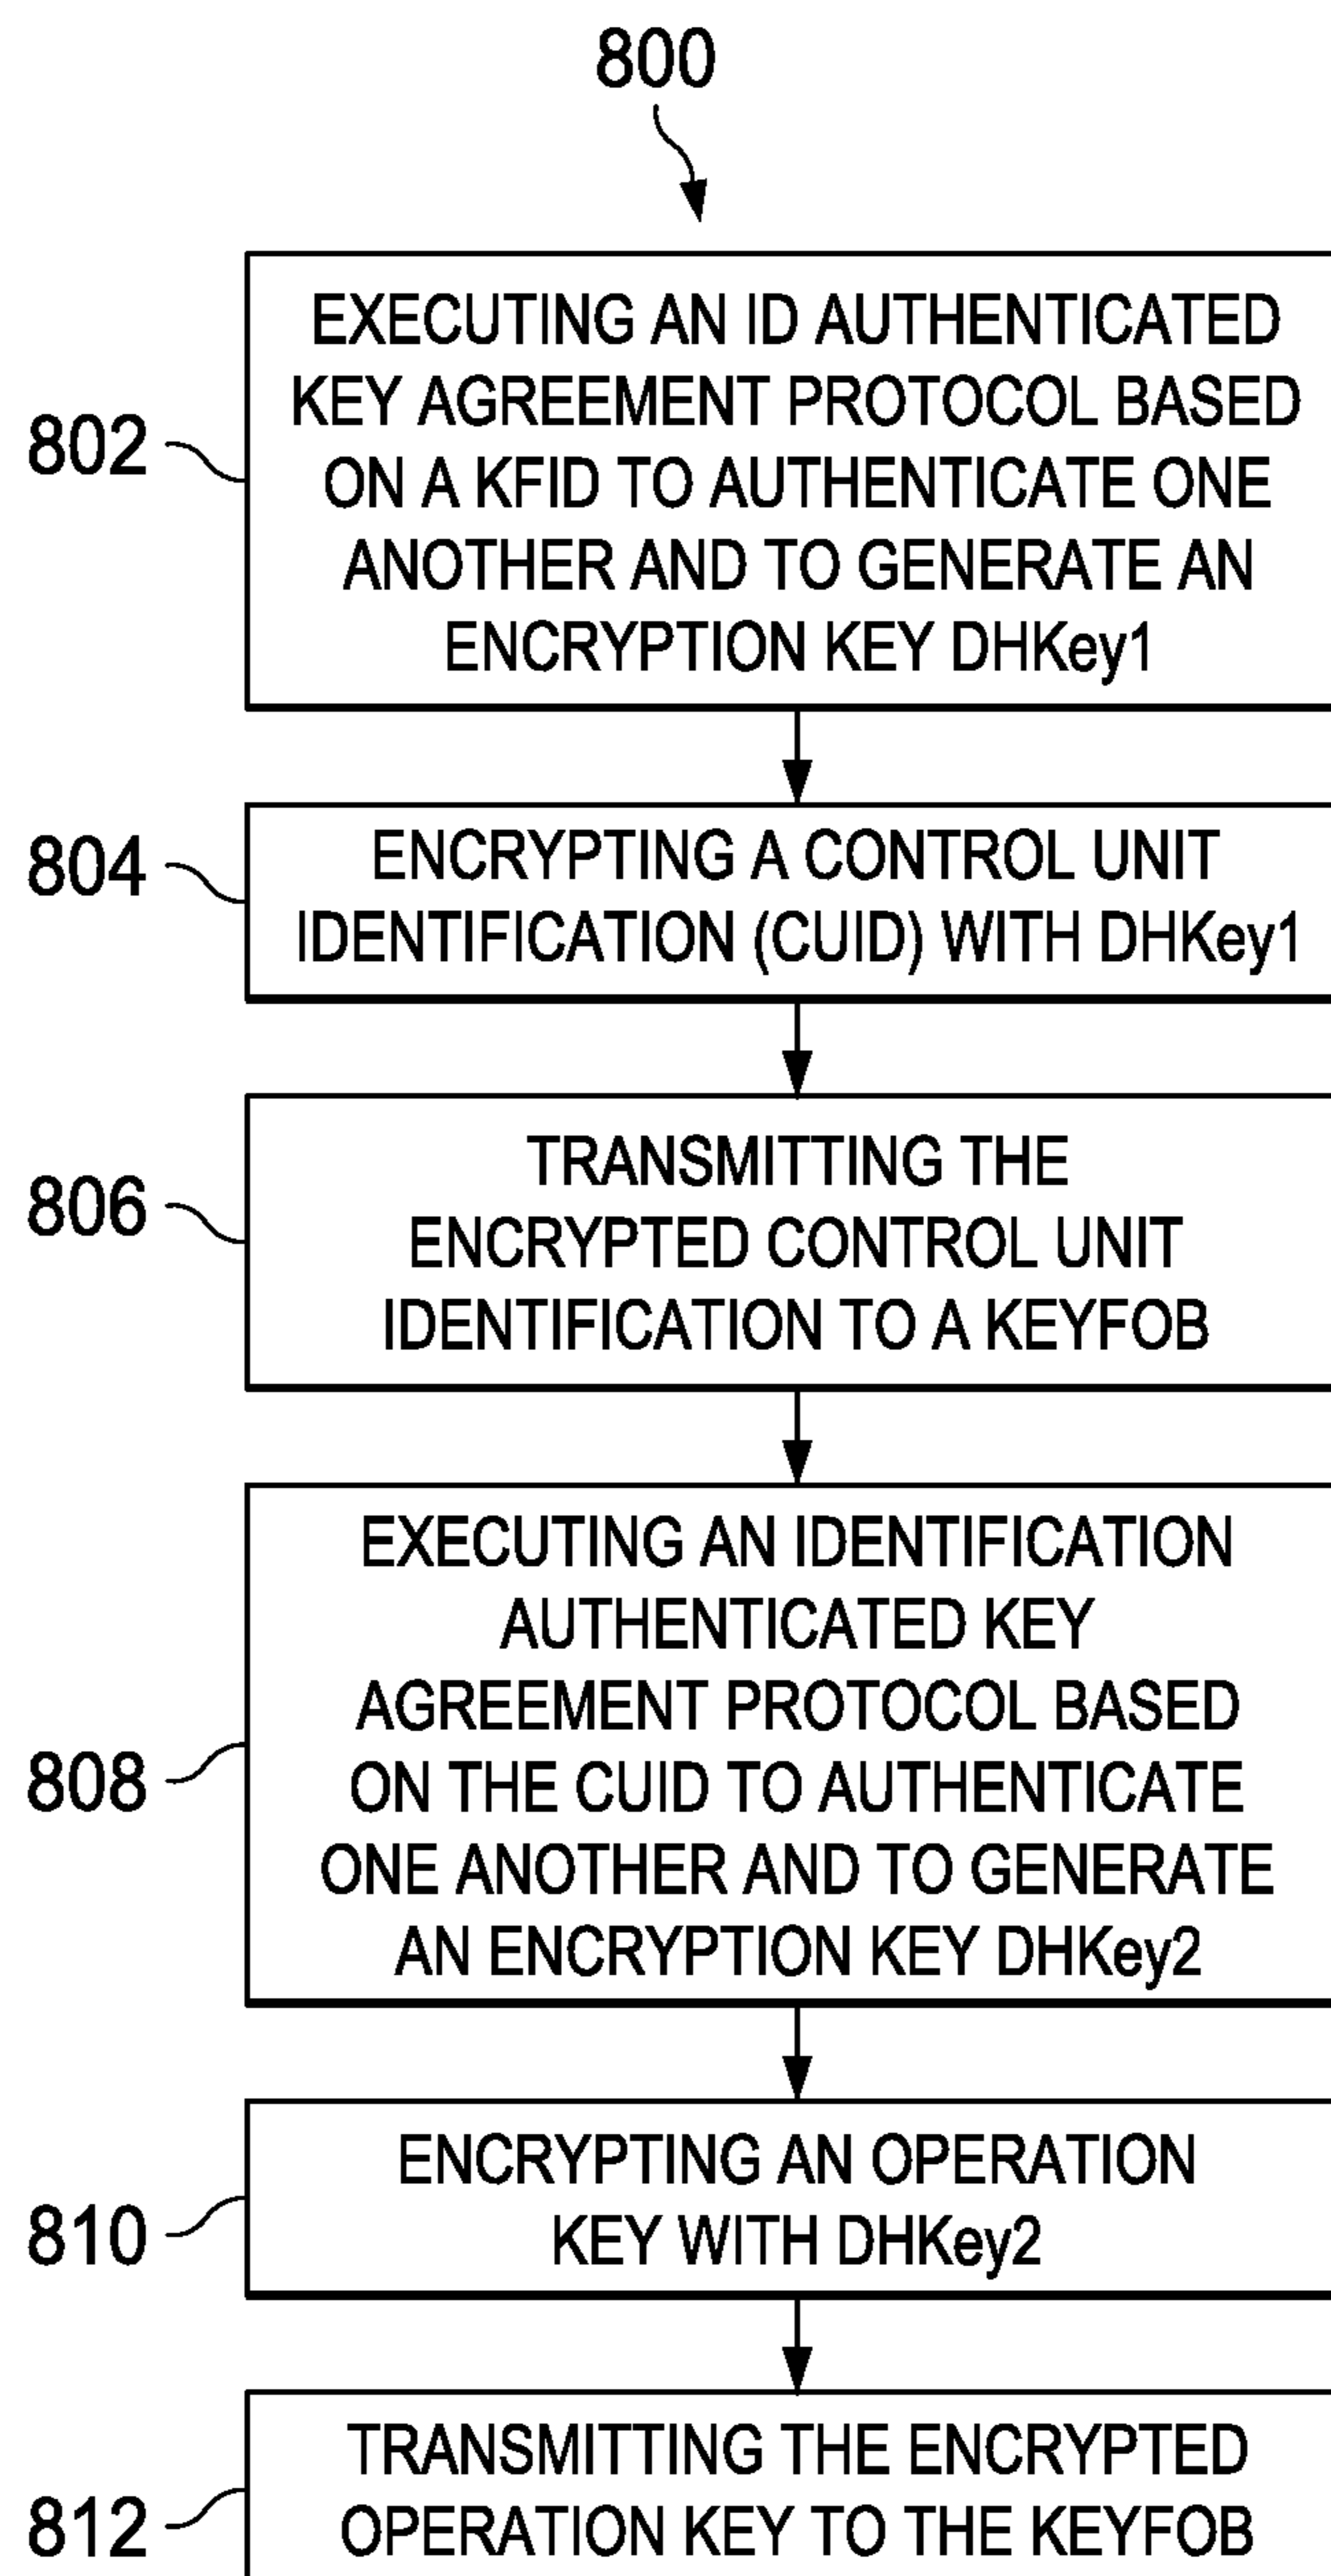 800
802
EXECUTING AN ID AUTHENTICATED
KEY AGREEMENT PROTOCOL BASED
ON A KFID TO AUTHENTICATE ONE
ANOTHER AND TO GENERATE AN
ENCRYPTION KEY DHKey1
804
ENCRYPTING A CONTROL UNIT
IDENTIFICATION (CUID) WITH DHKey1
806
TRANSMITTING THE
ENCRYPTED CONTROL UNIT
IDENTIFICATION TO A KEYFOB
808
EXECUTING AN IDENTIFICATION
AUTHENTICATED KEY
AGREEMENT PROTOCOL BASED
ON THE CUID TO AUTHENTICATE
ONE ANOTHER AND TO GENERATE
AN ENCRYPTION KEY DHKey2
810
ENCRYPTING AN OPERATION
KEY WITH DHKey2
812
TRANSMITTING THE ENCRYPTED
OPERATION KEY TO THE KEYFOB